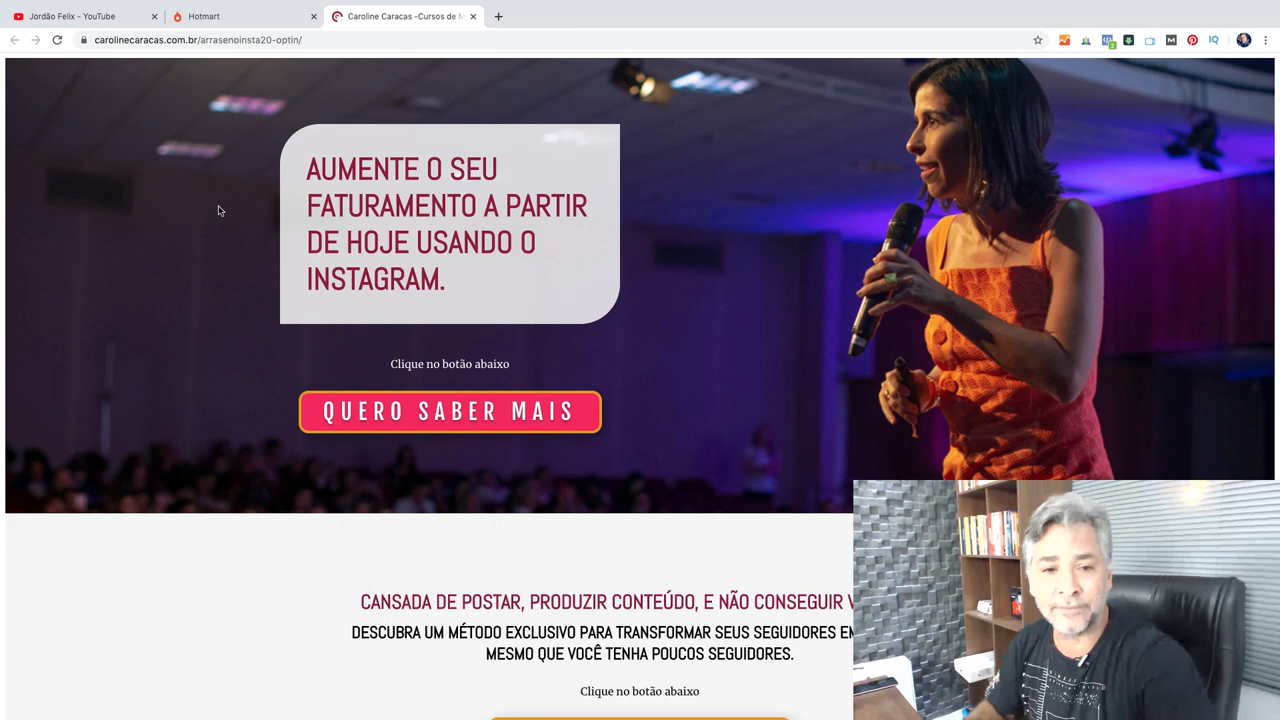 Jordão Felix - YouTube
Hotmart
Caroline Caracas -Cursos de
carolinecaracas.com.br/arrasenoinsta20-optin/
2
M
IQ
AUMENTE O SEU
FATURAMENTO A PARTIR
DE HOJE USANDO O
INSTAGRAM.
Clique no botão abaixo
QUERO SABER MAIS
CANSADA DE POSTAR, PRODUZIR CONTEÚDO, E NÃO CONSEGUIR
DESCUBRA UM MÉTODO EXCLUSIVO PARA TRANSFORMAR SEUS SEGUIDORES EM
MESMO QUE VOCÊ TENHA POUCOS SEGUIDORES.
Clique no botão abaixo